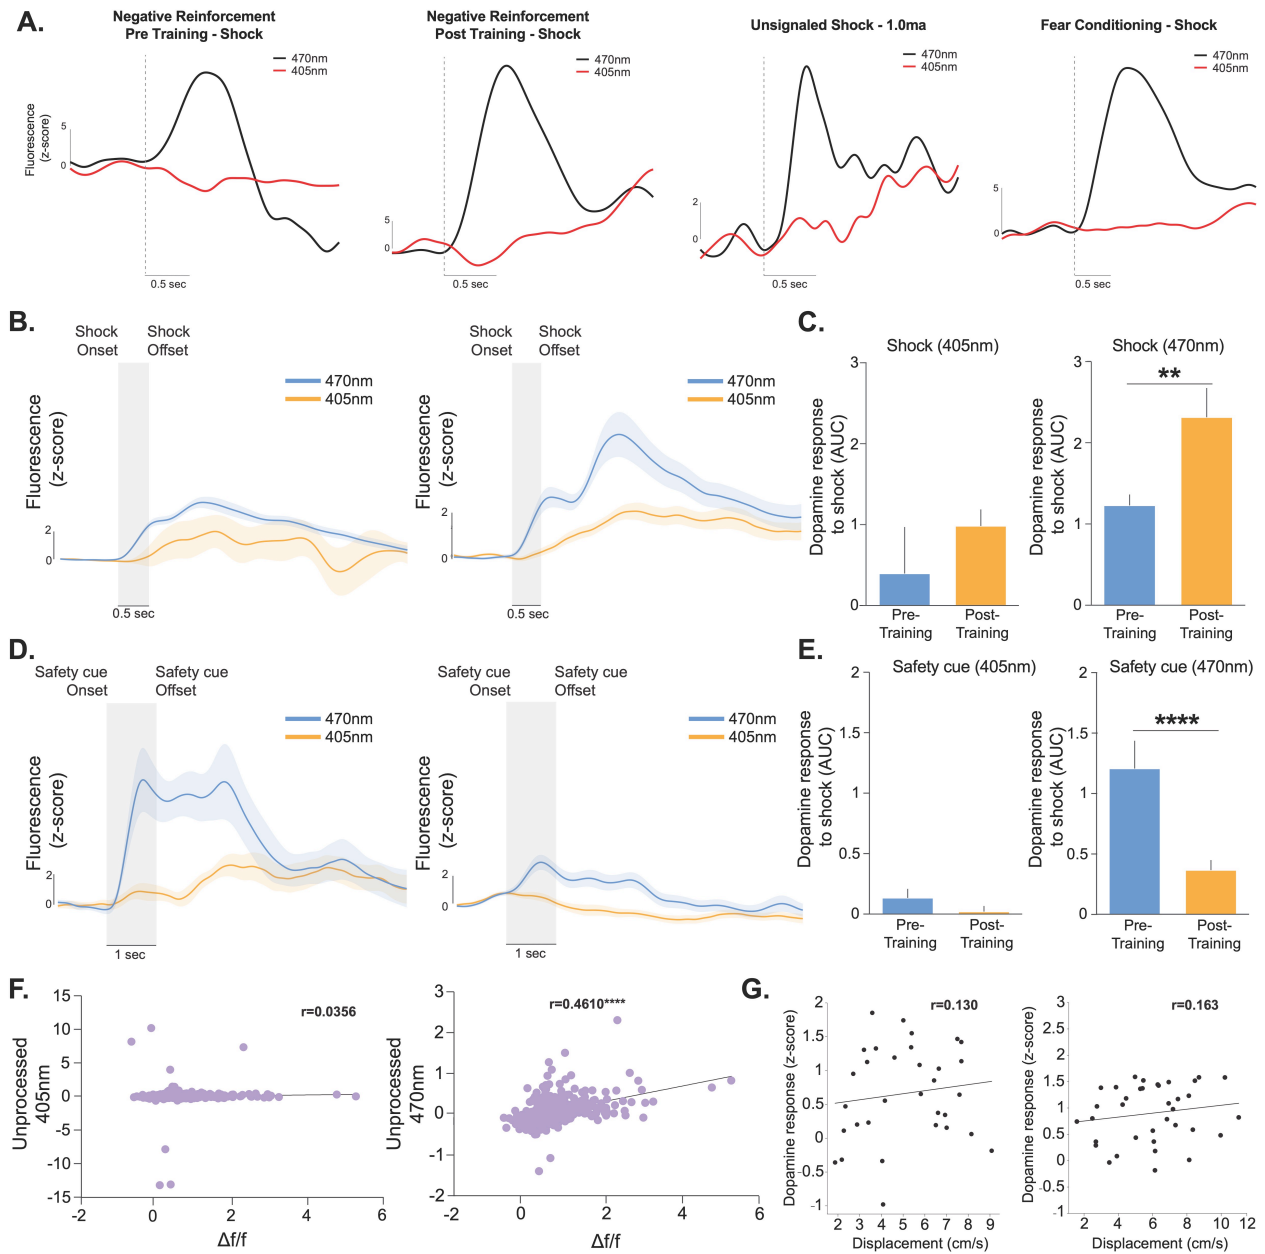 A.
Negative Reinforcement
Pre Training - Shock
470nm
405nm
Fluorescence
(z-score)
5
0
0.5 sec
Negative Reinforcement
Post Training - Shock
470nm
405nm
5
0
0.5 sec
Unsignaled Shock - 1.0ma
470nm
405nm
2
0
0.5 sec
Fear Conditioning - Shock
470nm
405nm
5
0
0.5 sec
B.
Shock
Onset
Shock
Offset
470nm
405nm
Fluorescence
(z-score)
2
0
0.5 sec
Shock
Onset
Shock
Offset
470nm
405nm
Fluorescence
(z-score)
2
0
0.5 sec
C.
Shock (405nm)
Dopamine response
to shock (AUC)
3
2
1
0
Pre-
Training
Post-
Training
Shock (470nm)
**
Dopamine response
to shock (AUC)
3
2
1
0
Pre-
Training
Post-
Training
D.
Safety cue
Onset
Safety cue
Offset
470nm
405nm
Fluorescence
(z-score)
2
0
1 sec
Safety cue
Onset
Safety cue
Offset
470nm
405nm
Fluorescence
(z-score)
2
0
1 sec
E.
Safety cue (405nm)
Dopamine response
to shock (AUC)
2
1.5
1
0.5
0
Pre-
Training
Post-
Training
Safety cue (470nm)
****
Dopamine response
to shock (AUC)
2
1.5
1
0.5
0
Pre-
Training
Post-
Training
F.
r=0.0356
Unprocessed
405nm
15
10
5
0
-5
-10
-15
-2 0 2 4 6
Δf/f
r=0.4610****
Unprocessed
470nm
3
2
1
0
-1
-2
-2 0 2 4 6
Δf/f
G.
r=0.130
Dopamine response (z-score)
2
1.5
1
0.5
0
-0.5
-1
2 3 4 5 6 7 8 9
Displacement (cm/s)
r=0.163
Dopamine response (z-score)
3
2.5
2
1.5
1
0.5
0
-0.5
-1
2 4 6 8 10 12
Displacement (cm/s)